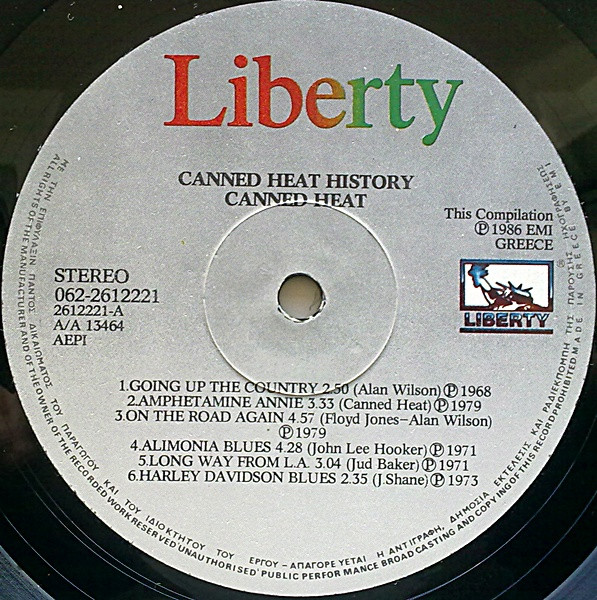 Liberty
CANNED HEAT HISTORY
CANNED HEAT
This Compilation
Ⓟ 1986 EMI
GREECE
STEREO
062-2612221
2612221-A
A/A 13464
AEPI
LIBERTY
1.GOING UP THE COUNTRY 2.50 (Alan Wilson) Ⓟ 1968
2.AMPHETAMINE ANNIE 3.33 (Canned Heat) Ⓟ 1979
3.ON THE ROAD AGAIN 4.57 (Floyd Jones-Alan Wilson)
Ⓟ 1979
4.ALIMONIA BLUES 4.28 (John Lee Hooker) Ⓟ 1971
5.LONG WAY FROM L.A. 3.04 (Jud Baker) Ⓟ 1971
6.HARLEY DAVIDSON BLUES 2.35 (J.Shane) Ⓟ 1973
ΜΕ ΤΗΝ ΕΠΙΦΥΛΑΞΙΝ ΠΑΝΤΟΣ ΔΙΚΑΙΩΜΑΤΟΣ ΤΟΥ ΠΑΡΑΓΩΓΟΥ ΚΑΙ ΤΟΥ ΙΔΙΟΚΤΗΤΟΥ ΤΟΥ ΕΡΓΟΥ - ΑΠΑΓΟΡΕΥΕΤΑΙ Η ΑΝΤΙΓΡΑΦΗ, ΔΗΜΟΣΙΑ ΕΚΤΕΛΕΣΙΣ ΚΑΙ ΡΑΔΙΕΚΠΟΜΠΗ ΤΗΣ ΠΑΡΟΥΣΗΣ ΗΧΟΓΡΑΦΗΣΕΩΣ
ALL RIGHTS OF THE MANUFACTURER AND OF THE OWNER OF THE RECORDED WORK RESERVED 'UNAUTHORISED' PUBLIC PERFORMANCE BROADCASTING AND COPYING OF THIS RECORD PROHIBITED MADE IN GREECE BY EMI